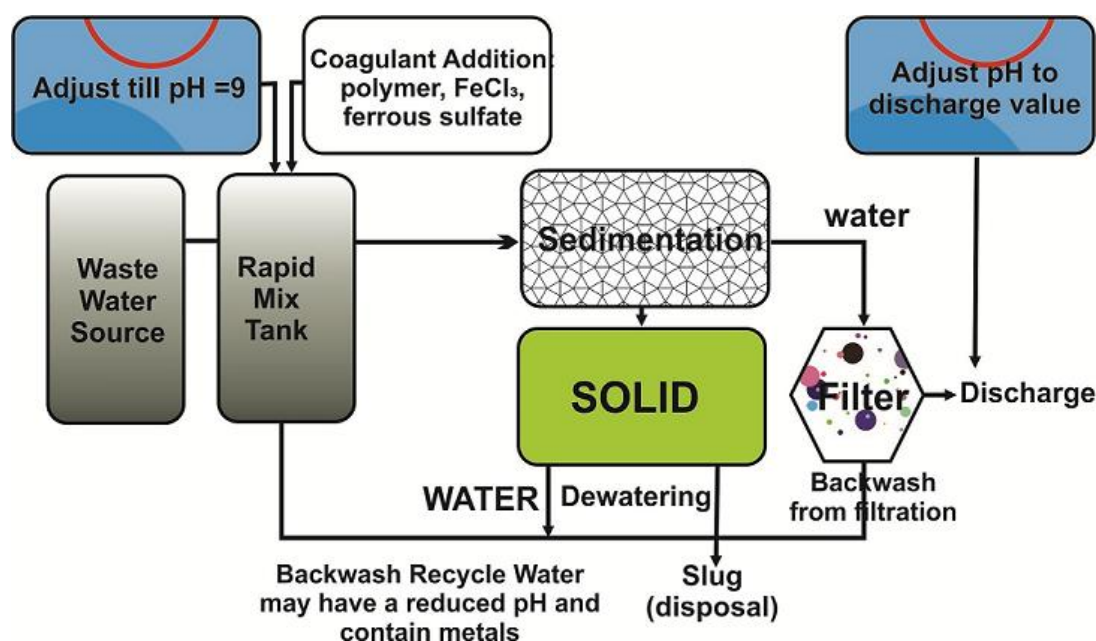 Adjust till pH =9
Coagulant Addition:
polymer, FeCl₃,
ferrous sulfate
Adjust pH to
discharge value
Waste
Water
Source
Rapid
Mix
Tank
Sedimentation
water
SOLID
Filter
Discharge
WATER
Dewatering
Backwash
from filtration
Backwash Recycle Water
may have a reduced pH and
contain metals
Slug
(disposal)